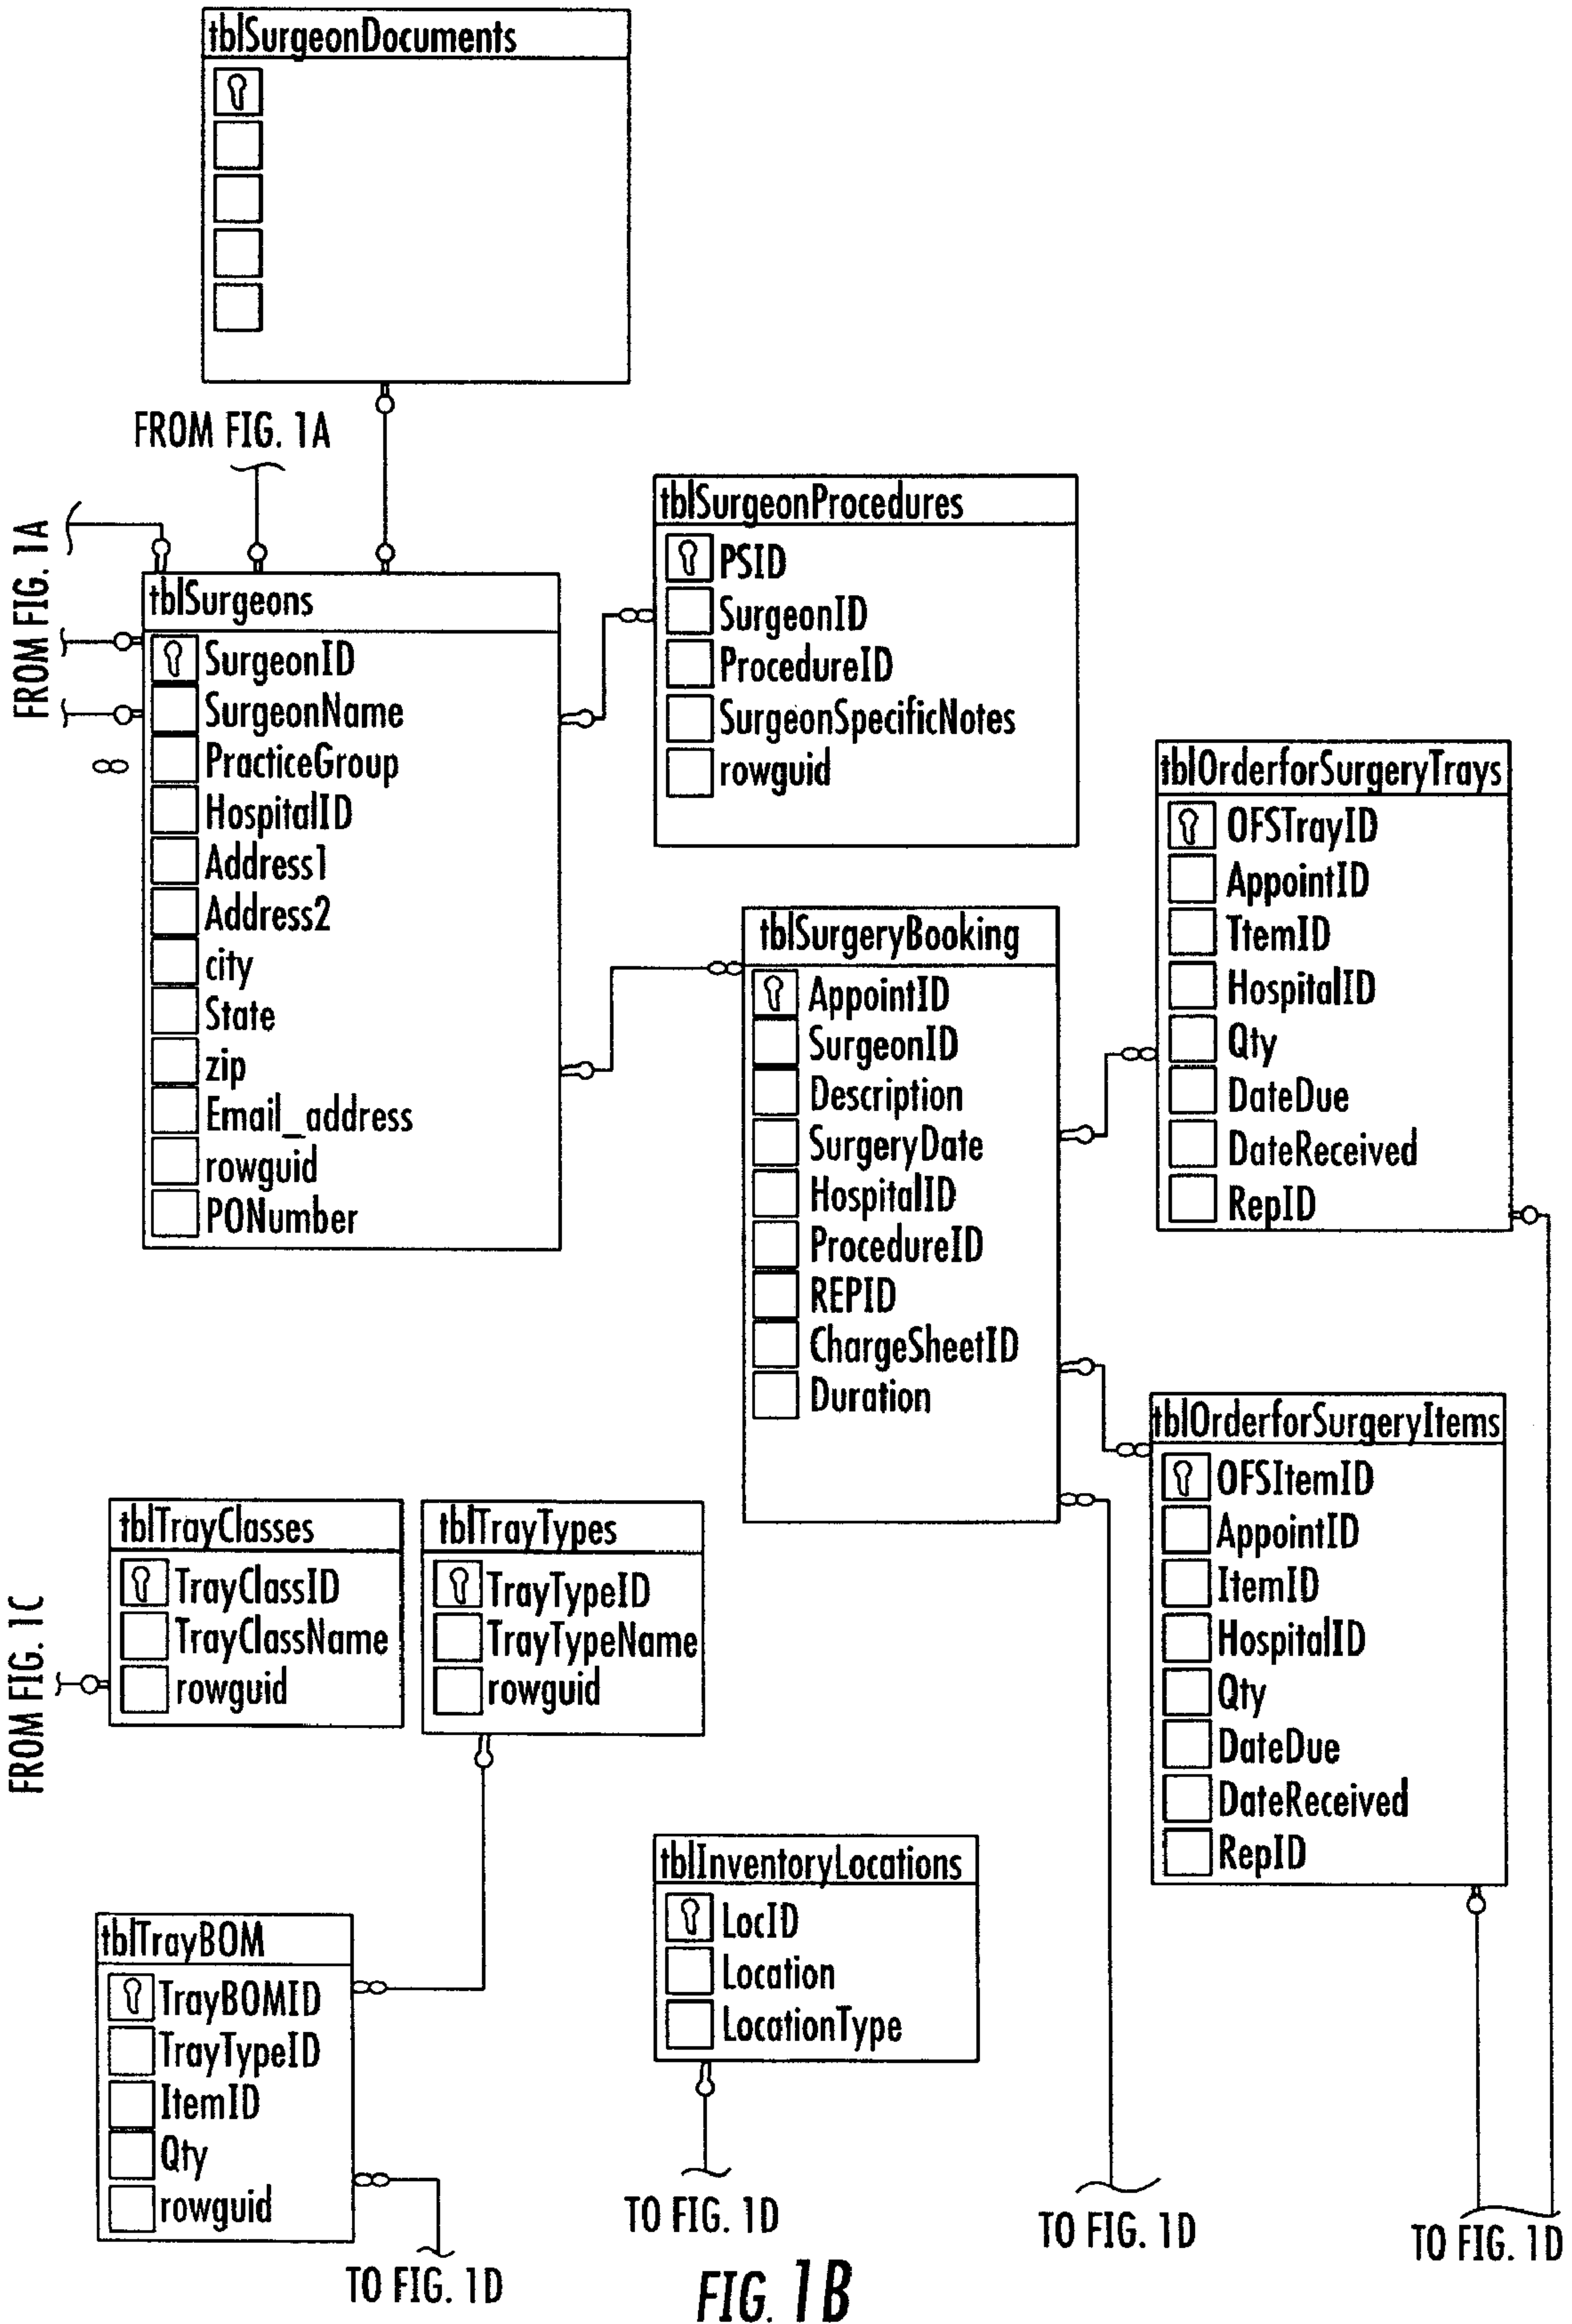 tblSurgeonDocuments
FROM FIG. 1A
FROM FIG. 1A
tblSurgeons
SurgeonID
SurgeonName
PracticeGroup
HospitalID
Address1
Address2
city
State
zip
Email_address
rowguid
PONumber
tblSurgeonProcedures
PSID
SurgeonID
ProcedureID
SurgeonSpecificNotes
rowguid
tblSurgeryBooking
AppointID
SurgeonID
Description
SurgeryDate
HospitalID
ProcedureID
REPID
ChargeSheetID
Duration
tblOrderforSurgeryTrays
OFSTrayID
AppointID
TtemID
HospitalID
Qty
DateDue
DateReceived
RepID
tblOrderforSurgeryItems
OFSItemID
AppointID
ItemID
HospitalID
Qty
DateDue
DateReceived
RepID
FROM FIG. 1C
tblTrayClasses
TrayClassID
TrayClassName
rowguid
tblTrayTypes
TrayTypeID
TrayTypeName
rowguid
tblTrayBOM
TrayBOMID
TrayTypeID
ItemID
Qty
rowguid
tblInventoryLocations
LocID
Location
LocationType
TO FIG. 1D
TO FIG. 1D
TO FIG. 1D
TO FIG. 1D
FIG. 1B